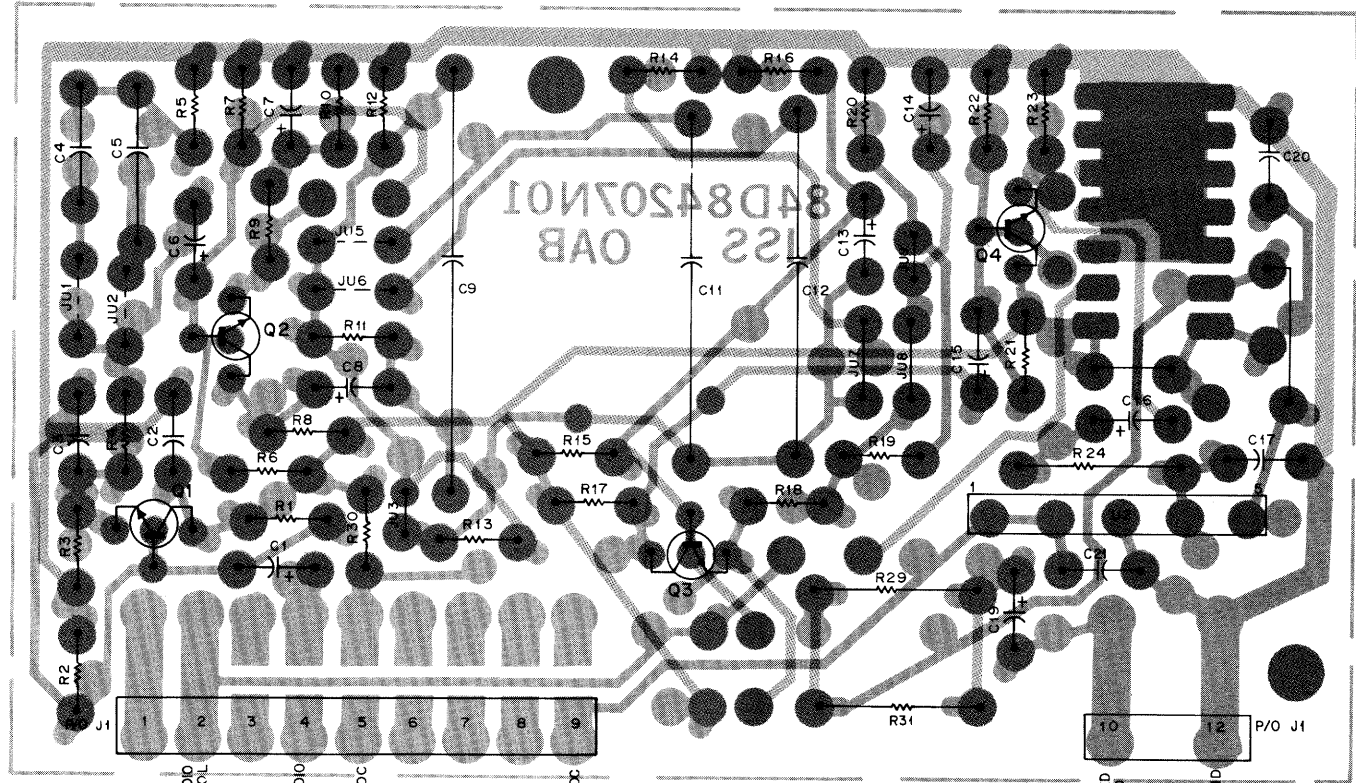 R14
R16
R5
R7
C7
R10
R12
R20
C14
R22
R23
C4
C5
C20
84D84207N01
ISS OAB
C6
R9
JU5
C13
Q4
JU6
C9
C11
C12
JU1
JU2
Q2
R11
JU7
JU8
C15
R21
C8
C16
C2
R8
R6
R15
R19
R24
C17
Q1
R1
R30
JU3
R13
R17
R18
1
5
R3
C1
Q3
R29
C21
C19
R2
P/O J1
1 2 3 4 5 6 7 8 9
R31
10 12
P/O J1